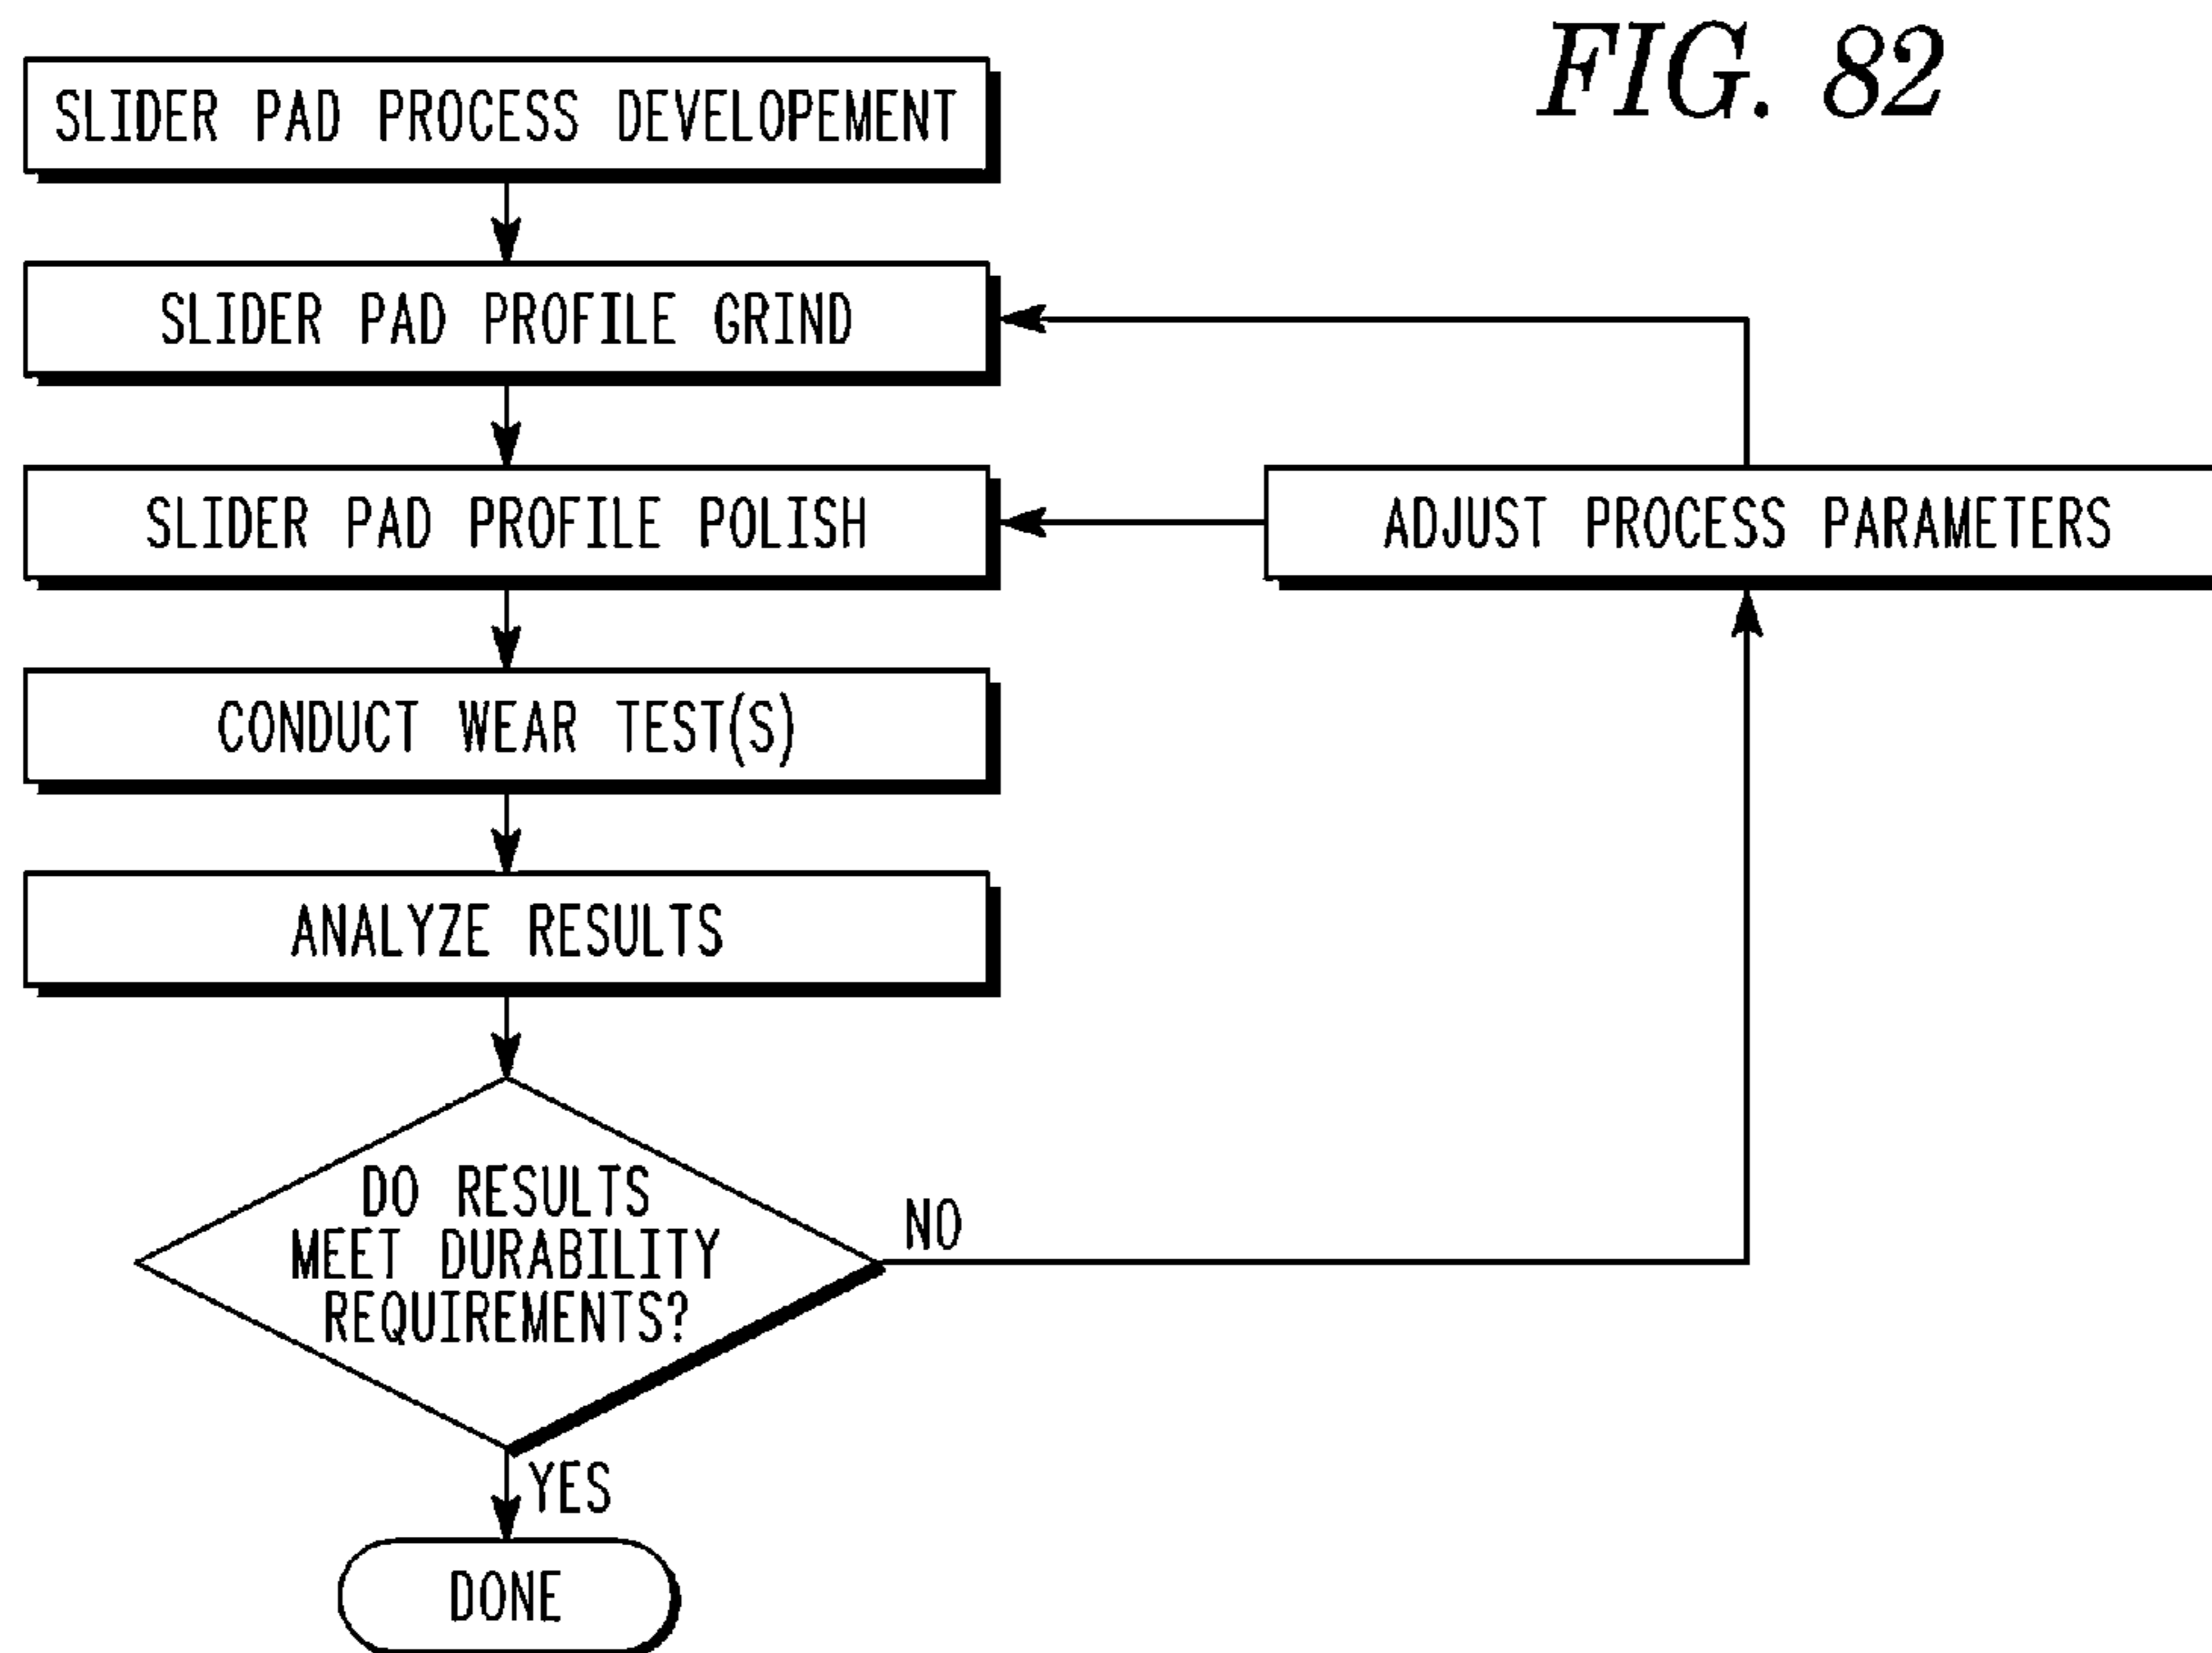 FIG. 82
SLIDER PAD PROCESS DEVELOPEMENT
SLIDER PAD PROFILE GRIND
SLIDER PAD PROFILE POLISH
ADJUST PROCESS PARAMETERS
CONDUCT WEAR TEST(S)
ANALYZE RESULTS
DO RESULTS
MEET DURABILITY
REQUIREMENTS?
NO
YES
DONE